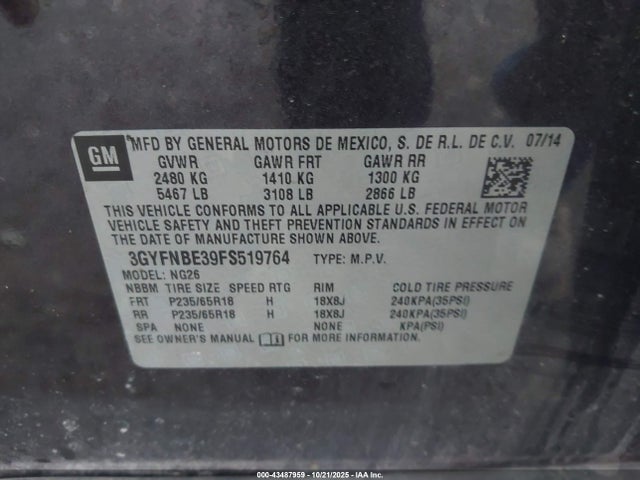 GM
MFD BY GENERAL MOTORS DE MEXICO, S. DE R.L. DE C.V. 07/14
GVWR GAWR FRT GAWR RR
2480 KG 1410 KG 1300 KG
5467 LB 3108 LB 2866 LB
THIS VEHICLE CONFORMS TO ALL APPLICABLE U.S. FEDERAL MOTOR
VEHICLE SAFETY AND THEFT PREVENTION STANDARDS IN EFFECT
ON THE DATE OF MANUFACTURE SHOWN ABOVE.
3GYFNBE39FS519764 TYPE: M.P.V.
MODEL: NG26
NBBM TIRE SIZE SPEED RTG RIM COLD TIRE PRESSURE
FRT P235/65R18 H 18X8J 240KPA(35PSI)
RR P235/65R18 H 18X8J 240KPA(35PSI)
SPA NONE NONE KPA(PSI)
SEE OWNER'S MANUAL FOR MORE INFORMATION.
000-43487959 | 10/21/2025 | IAA Inc.